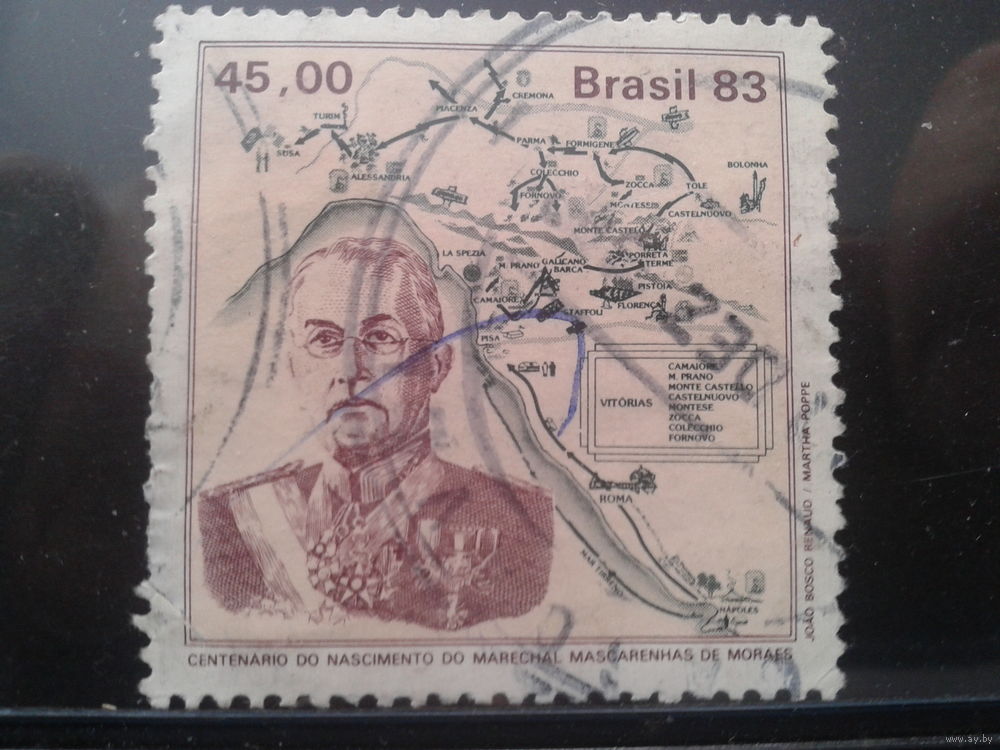 45,00
Brasil 83
CREMONA
PIACENZA
TURIM
SUSA
ALESSANDRIA
PARMA
FORMIGENE
BOLONHA
COLECCHIO
FORNOVO
ZOCCA
TOLE
MONTESE
CASTELNUOVO
MONTE CASTELO
LA SPEZIA
M. PRANO
GALICANO
BARCA
PORRETA
TERME
CAMAIORE
PISTOIA
FLORENÇA
STAFFOLI
PISA
VITÓRIAS
CAMAIORE
M. PRANO
MONTE CASTELLO
CASTELNUOVO
MONTESE
ZOCCA
COLECCHIO
FORNOVO
ROMA
NÁPOLES
JOÃO BOSCO RENAUD / MARTHA POPPE
CENTENÁRIO DO NASCIMENTO DO MARECHAL MASCARENHAS DE MORAES
www.ay.by